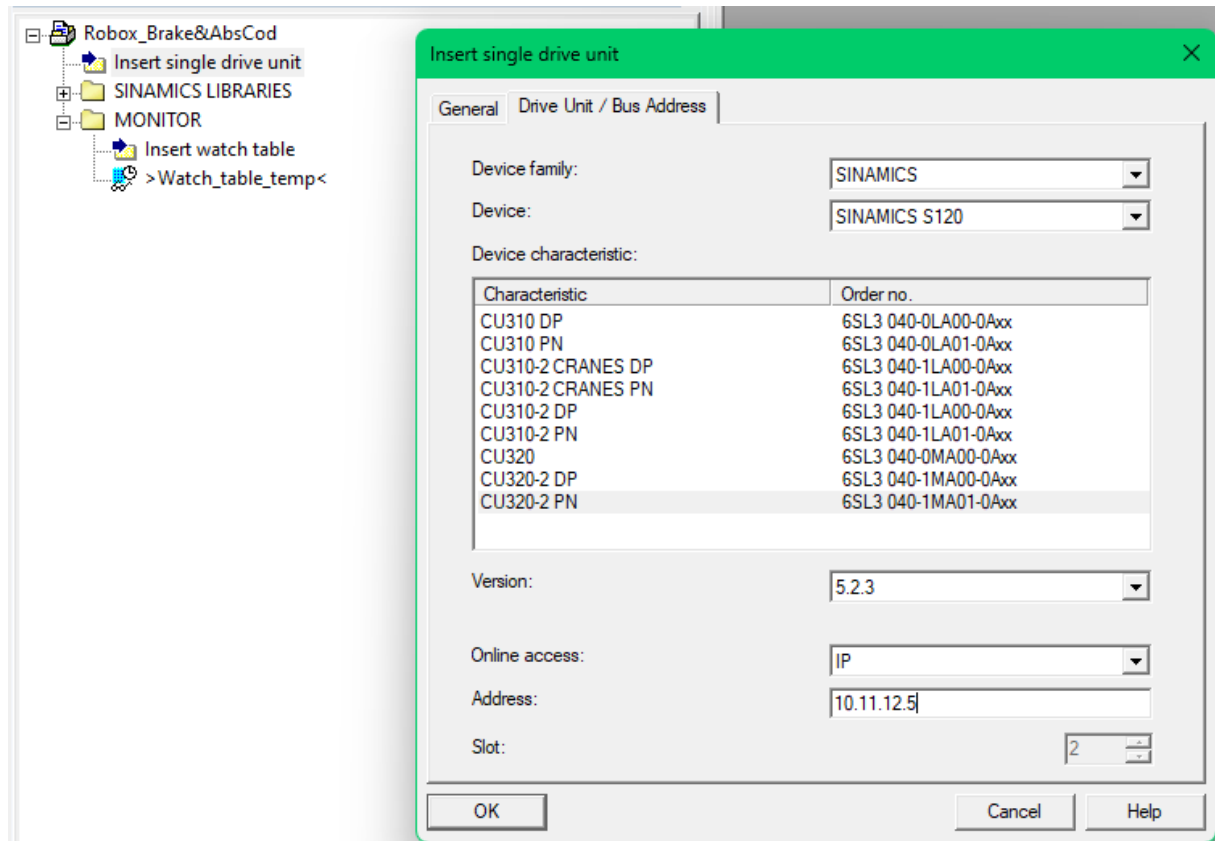 Robox_Brake&AbsCod
Insert single drive unit
SINAMICS LIBRARIES
MONITOR
Insert watch table
>Watch_table_temp<
Insert single drive unit
General Drive Unit / Bus Address
Device family: SINAMICS
Device: SINAMICS S120
Device characteristic:
Characteristic Order no.
CU310 DP 6SL3 040-0LA00-0Axx
CU310 PN 6SL3 040-0LA01-0Axx
CU310-2 CRANES DP 6SL3 040-1LA00-0Axx
CU310-2 CRANES PN 6SL3 040-1LA01-0Axx
CU310-2 DP 6SL3 040-1LA00-0Axx
CU310-2 PN 6SL3 040-1LA01-0Axx
CU320 6SL3 040-0MA00-0Axx
CU320-2 DP 6SL3 040-1MA00-0Axx
CU320-2 PN 6SL3 040-1MA01-0Axx
Version: 5.2.3
Online access: IP
Address: 10.11.12.5
Slot: 2
OK Cancel Help